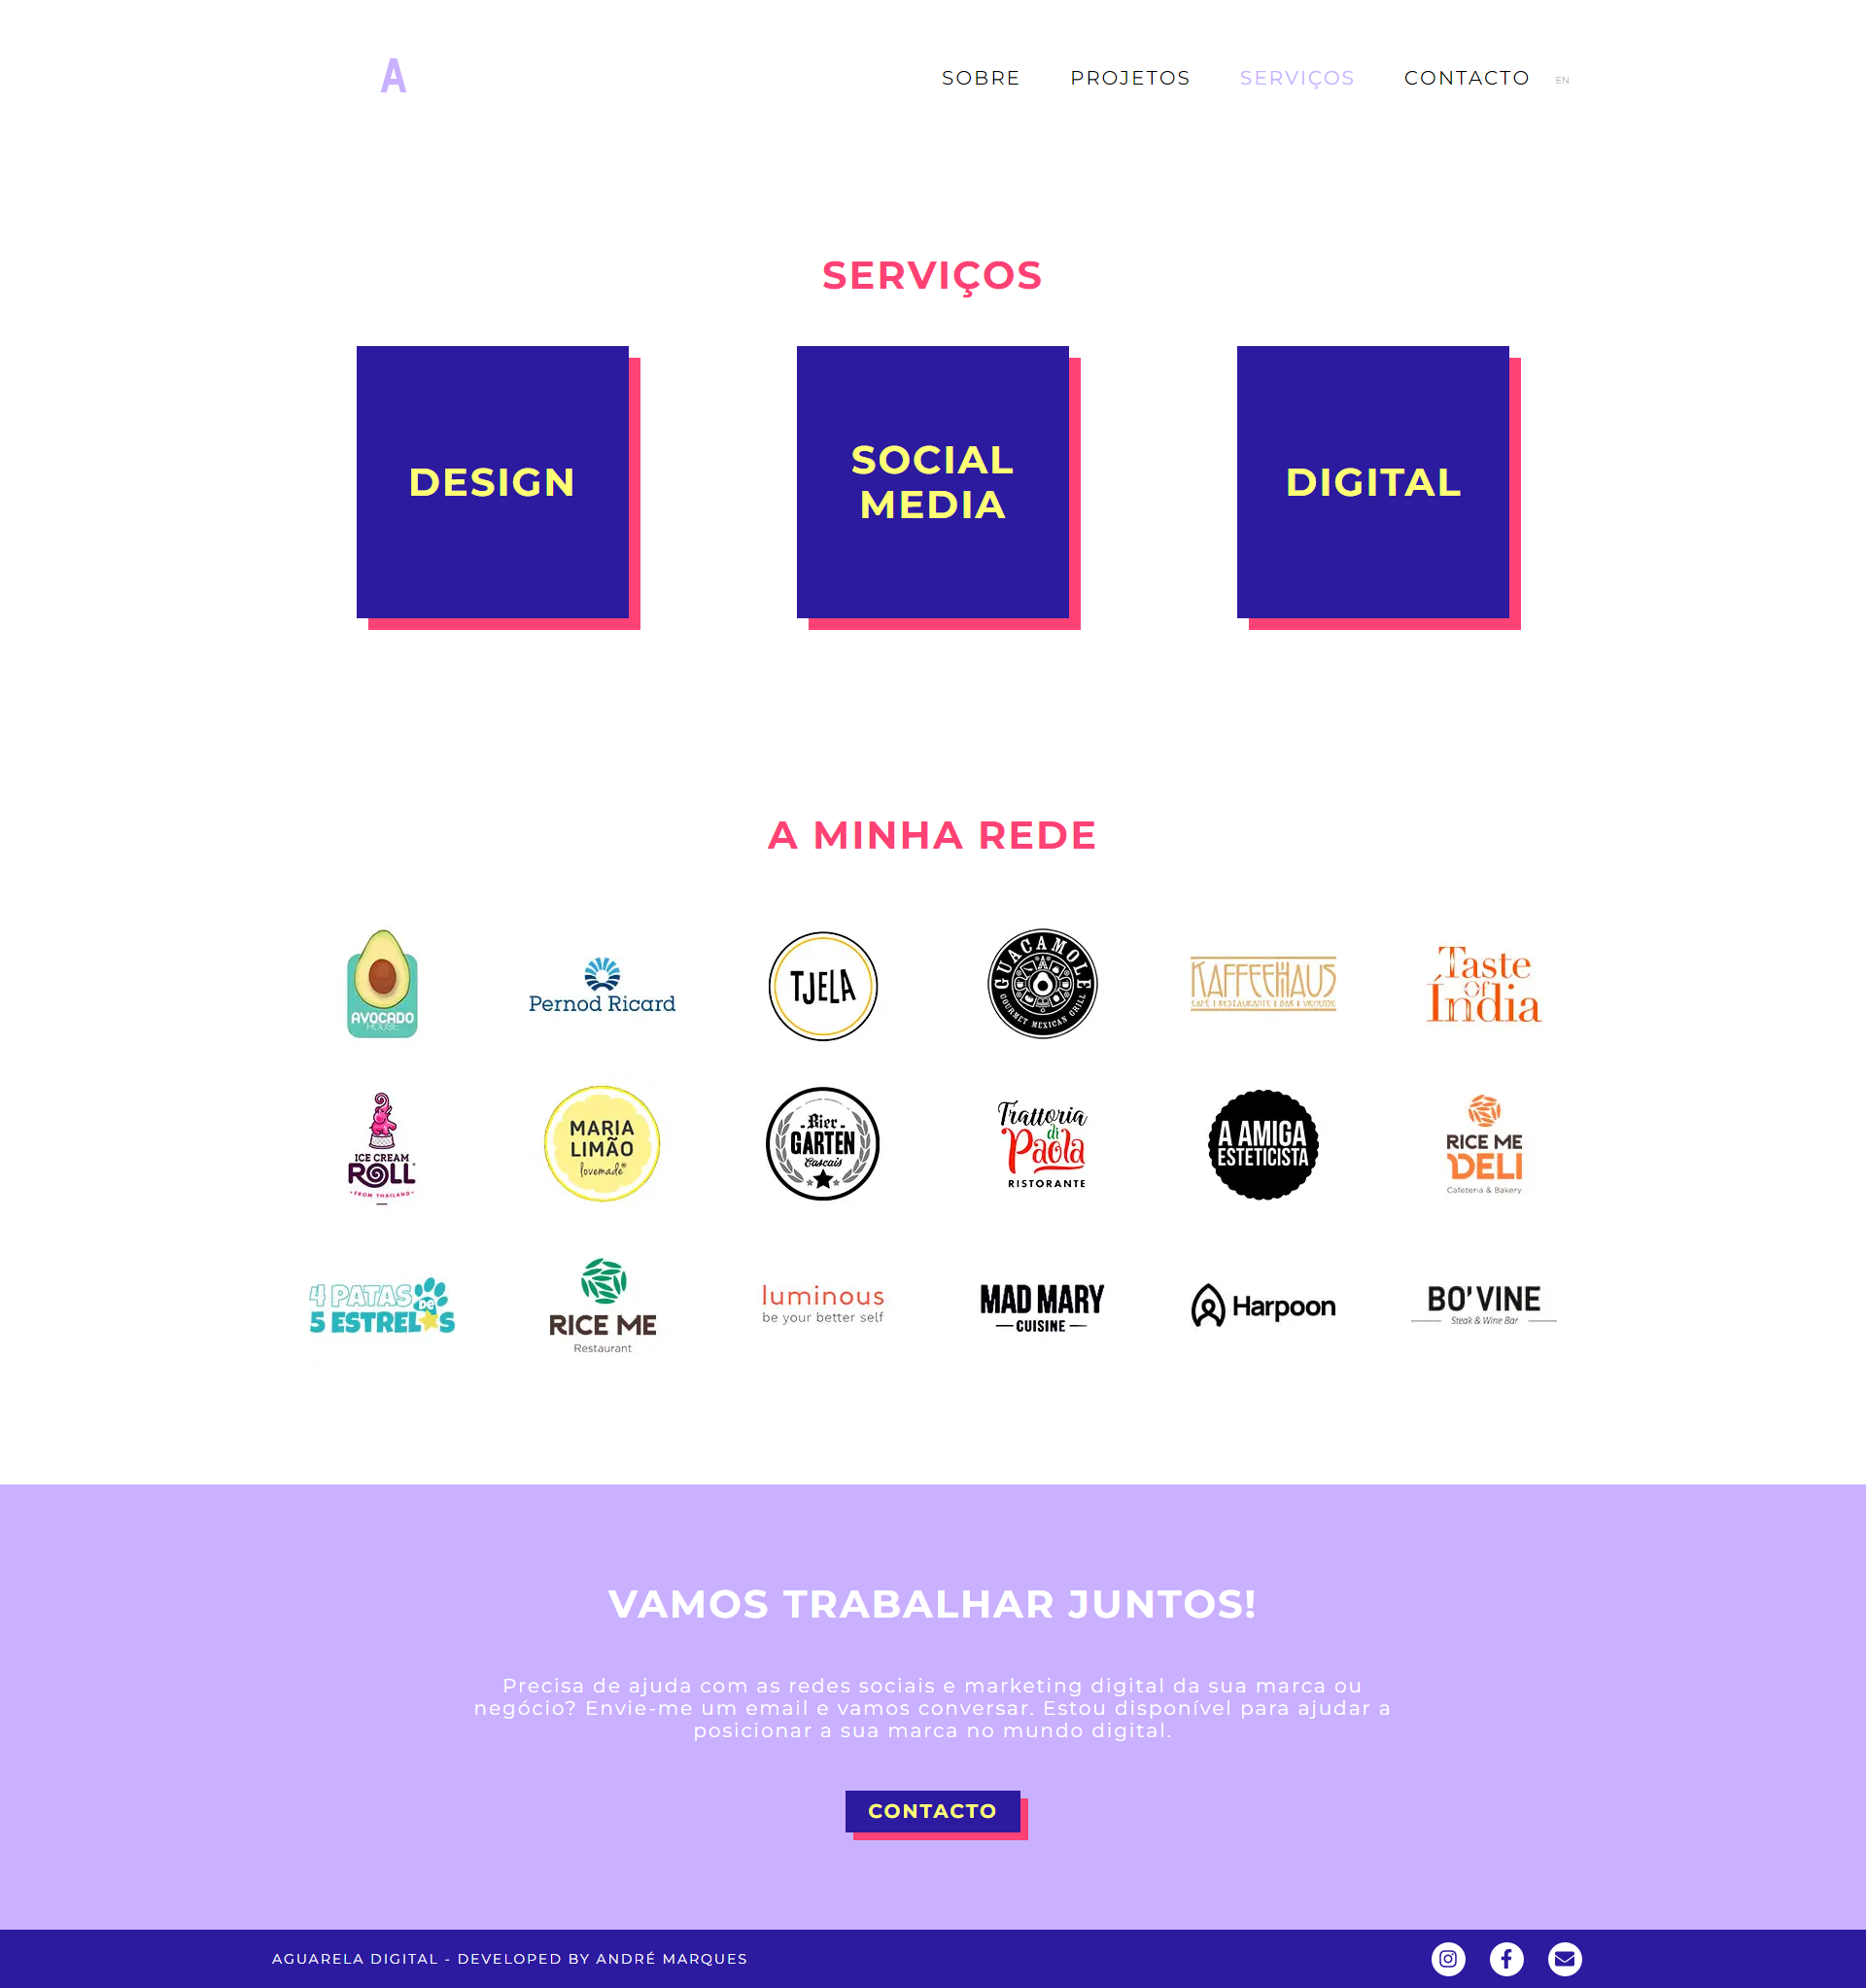 A
SOBRE
PROJETOS
SERVIÇOS
CONTACTO
EN
SERVIÇOS
DESIGN
SOCIAL
MEDIA
DIGITAL
A MINHA REDE
AVOCADO
HOUSE
Pernod Ricard
TJELA
GUACAMOLE
GOURMET MEXICAN GRILL
KAFFEEHAUS
CAFÉ | RESTAURANTE | BAR | VIENENSE
Taste
of
Índia
ICE CREAM
ROLL
• FROM THAILAND •
MARIA
LIMÃO
lovemade®
Bier
GARTEN
Cascais
Trattoria
di
Paola
RISTORANTE
A AMIGA
ESTETICISTA
RICE ME
DELI
Cafeteria & Bakery
4 PATAS
DE
5 ESTRELAS
RICE ME
Restaurant
luminous
be your better self
MAD MARY
CUISINE
Harpoon
BO'VINE
Steak & Wine Bar
VAMOS TRABALHAR JUNTOS!
Precisa de ajuda com as redes sociais e marketing digital da sua marca ou
negócio? Envie-me um email e vamos conversar. Estou disponível para ajudar a
posicionar a sua marca no mundo digital.
CONTACTO
AGUARELA DIGITAL - DEVELOPED BY ANDRÉ MARQUES